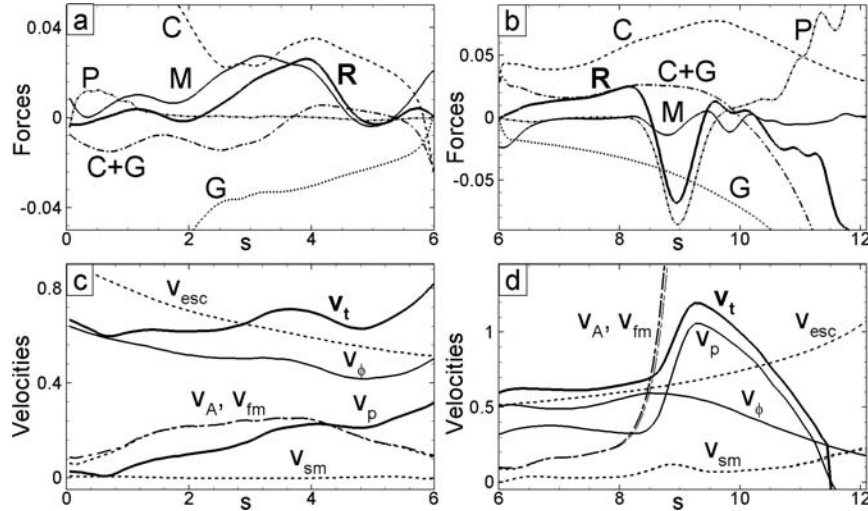 a
0.04
0
-0.04
Forces
C
P
M
R
C+G
G
0
2
4
6
s
b
0.05
0
-0.05
Forces
C
P
R
C+G
M
G
6
8
10
12
s
c
0.8
0.4
0
Velocities
v_esc
v_t
v_ϕ
v_A, v_fm
v_p
v_sm
0
2
4
6
s
d
1
0.5
0
Velocities
v_A, v_fm
v_t
v_p
v_esc
v_ϕ
v_sm
6
8
10
12
s